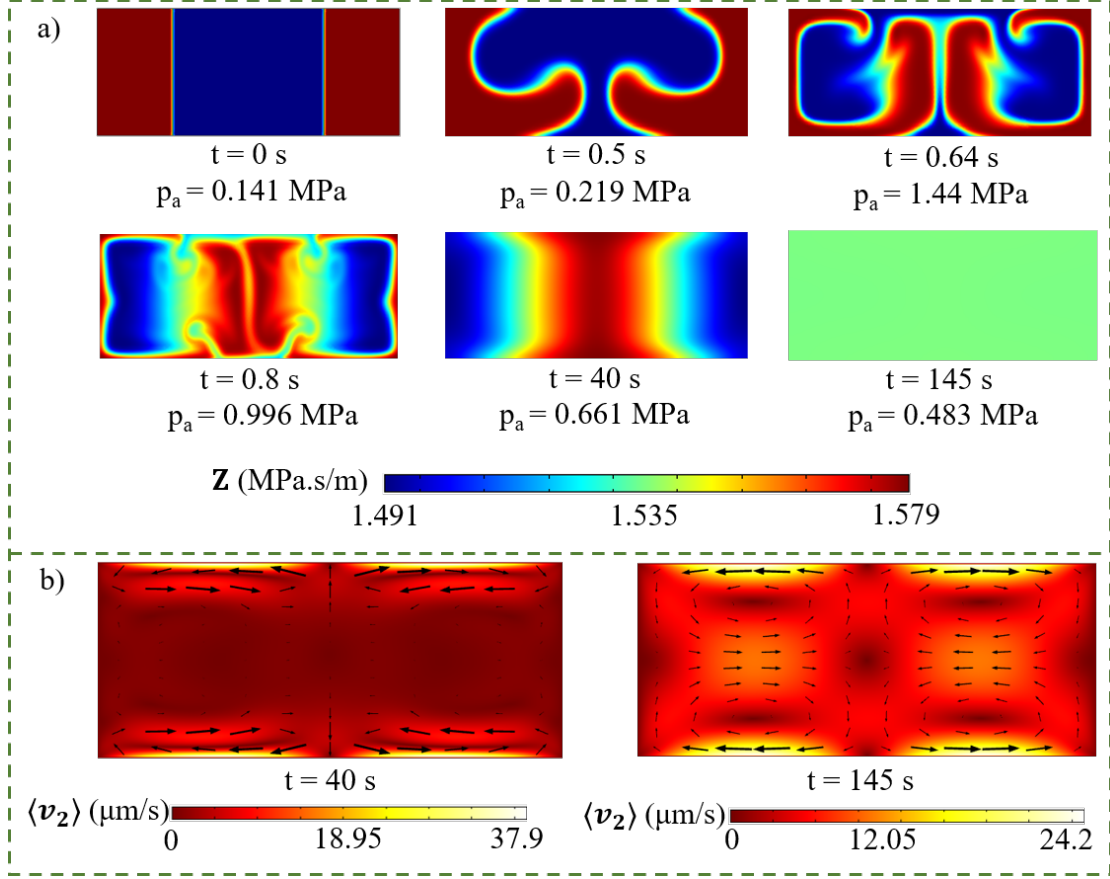 a)
t = 0 s
p_a = 0.141 MPa
t = 0.5 s
p_a = 0.219 MPa
t = 0.64 s
p_a = 1.44 MPa
t = 0.8 s
p_a = 0.996 MPa
t = 40 s
p_a = 0.661 MPa
t = 145 s
p_a = 0.483 MPa
Z (MPa.s/m)
1.491 1.535 1.579
b)
t = 40 s
⟨v₂⟩ (μm/s)
0 18.95 37.9
t = 145 s
⟨v₂⟩ (μm/s)
0 12.05 24.2